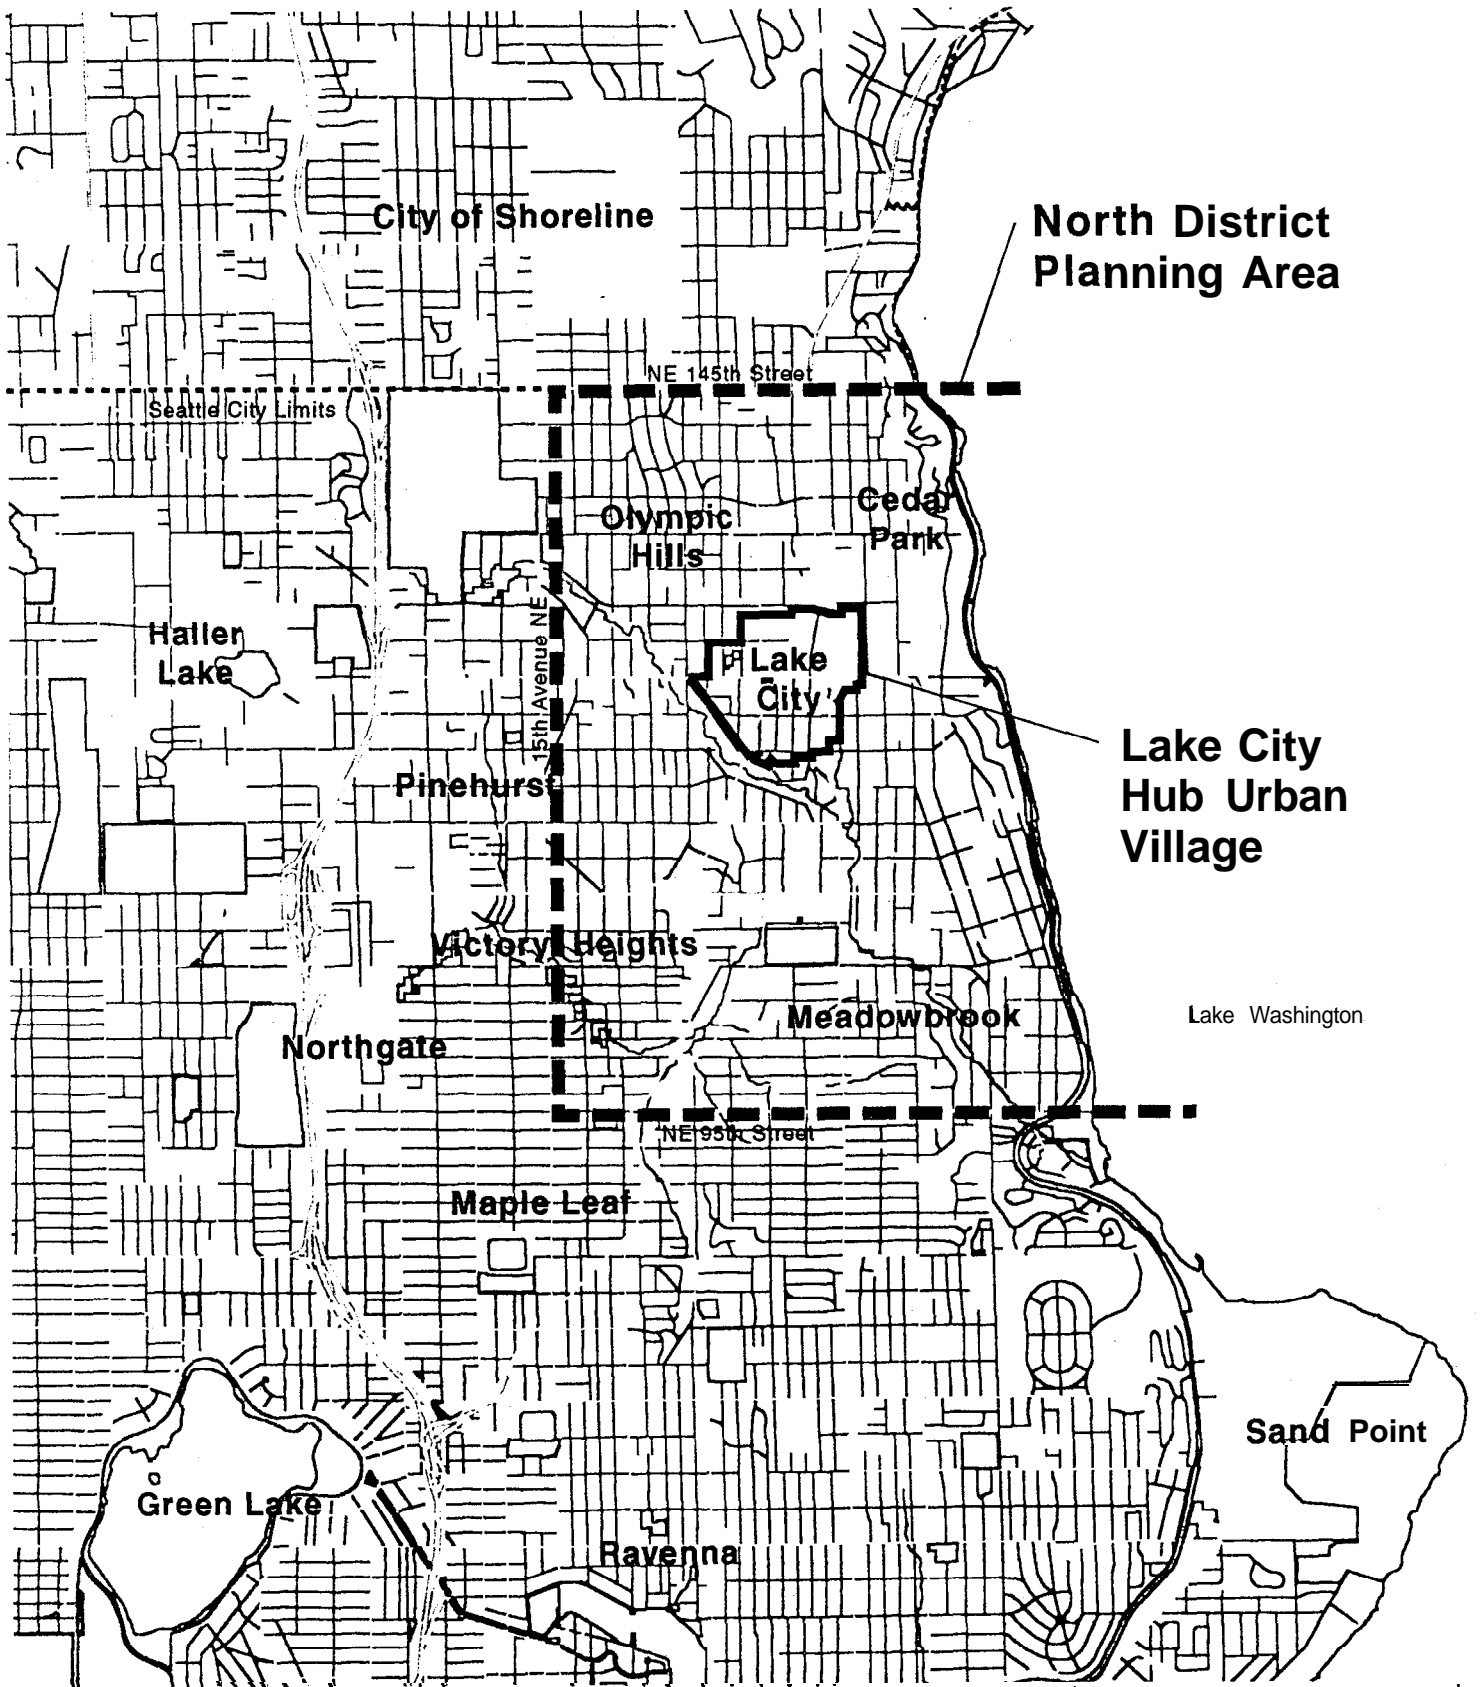 City of Shoreline
North District
Planning Area
NE 145th Street
Seattle City Limits
Cedar
Park
Olympic
Hills
15th Avenue NE
Haller
Lake
Lake
City
Lake City
Hub Urban
Village
Pinehurst
Victory Heights
Meadowbrook
Lake Washington
Northgate
NE 95th Street
Maple Leaf
Sand Point
Green Lake
Ravenna